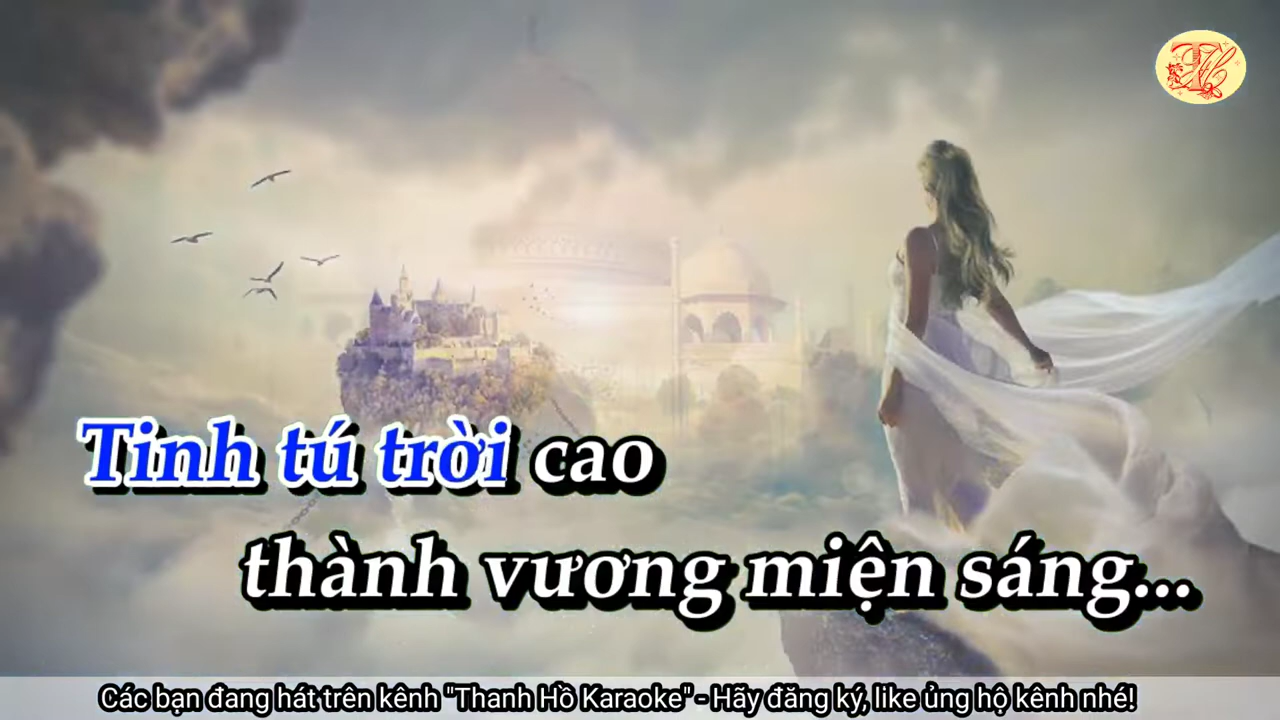 Tinh tú trời cao
thành vương miện sáng...
Các bạn đang hát trên kênh "Thanh Hồ Karaoke" - Hãy đăng ký, like ủng hộ kênh nhé!